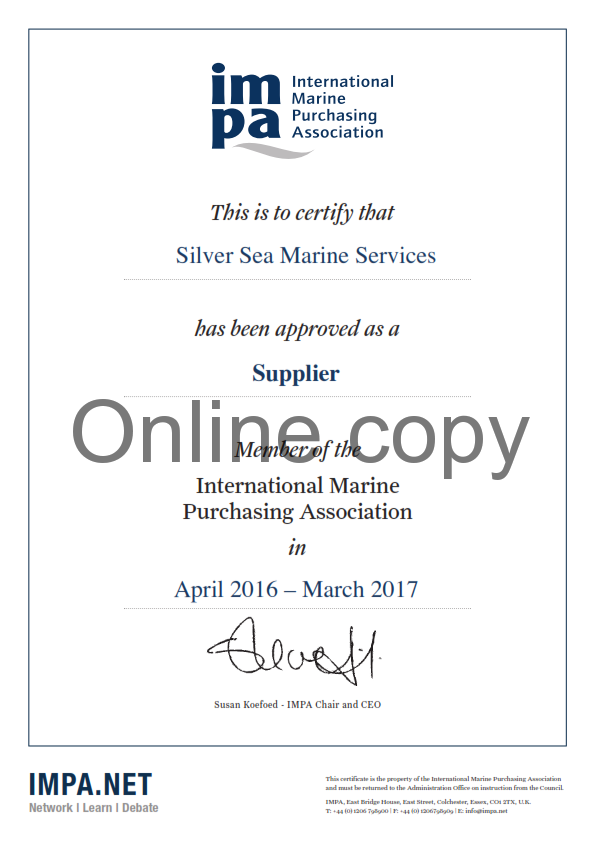 impa
International
Marine
Purchasing
Association
This is to certify that
Silver Sea Marine Services
has been approved as a
Supplier
Online copy
Member of the
International Marine
Purchasing Association
in
April 2016 – March 2017
Susan Koefoed - IMPA Chair and CEO
IMPA.NET
Network | Learn | Debate
This certificate is the property of the International Marine Purchasing Association
and must be returned to the Administration Office on instruction from the Council.
IMPA, East Bridge House, East Street, Colchester, Essex, CO1 2TX, U.K.
T: +44 (0) 1206 798900 | F: +44 (0) 1206798909 | E: info@impa.net